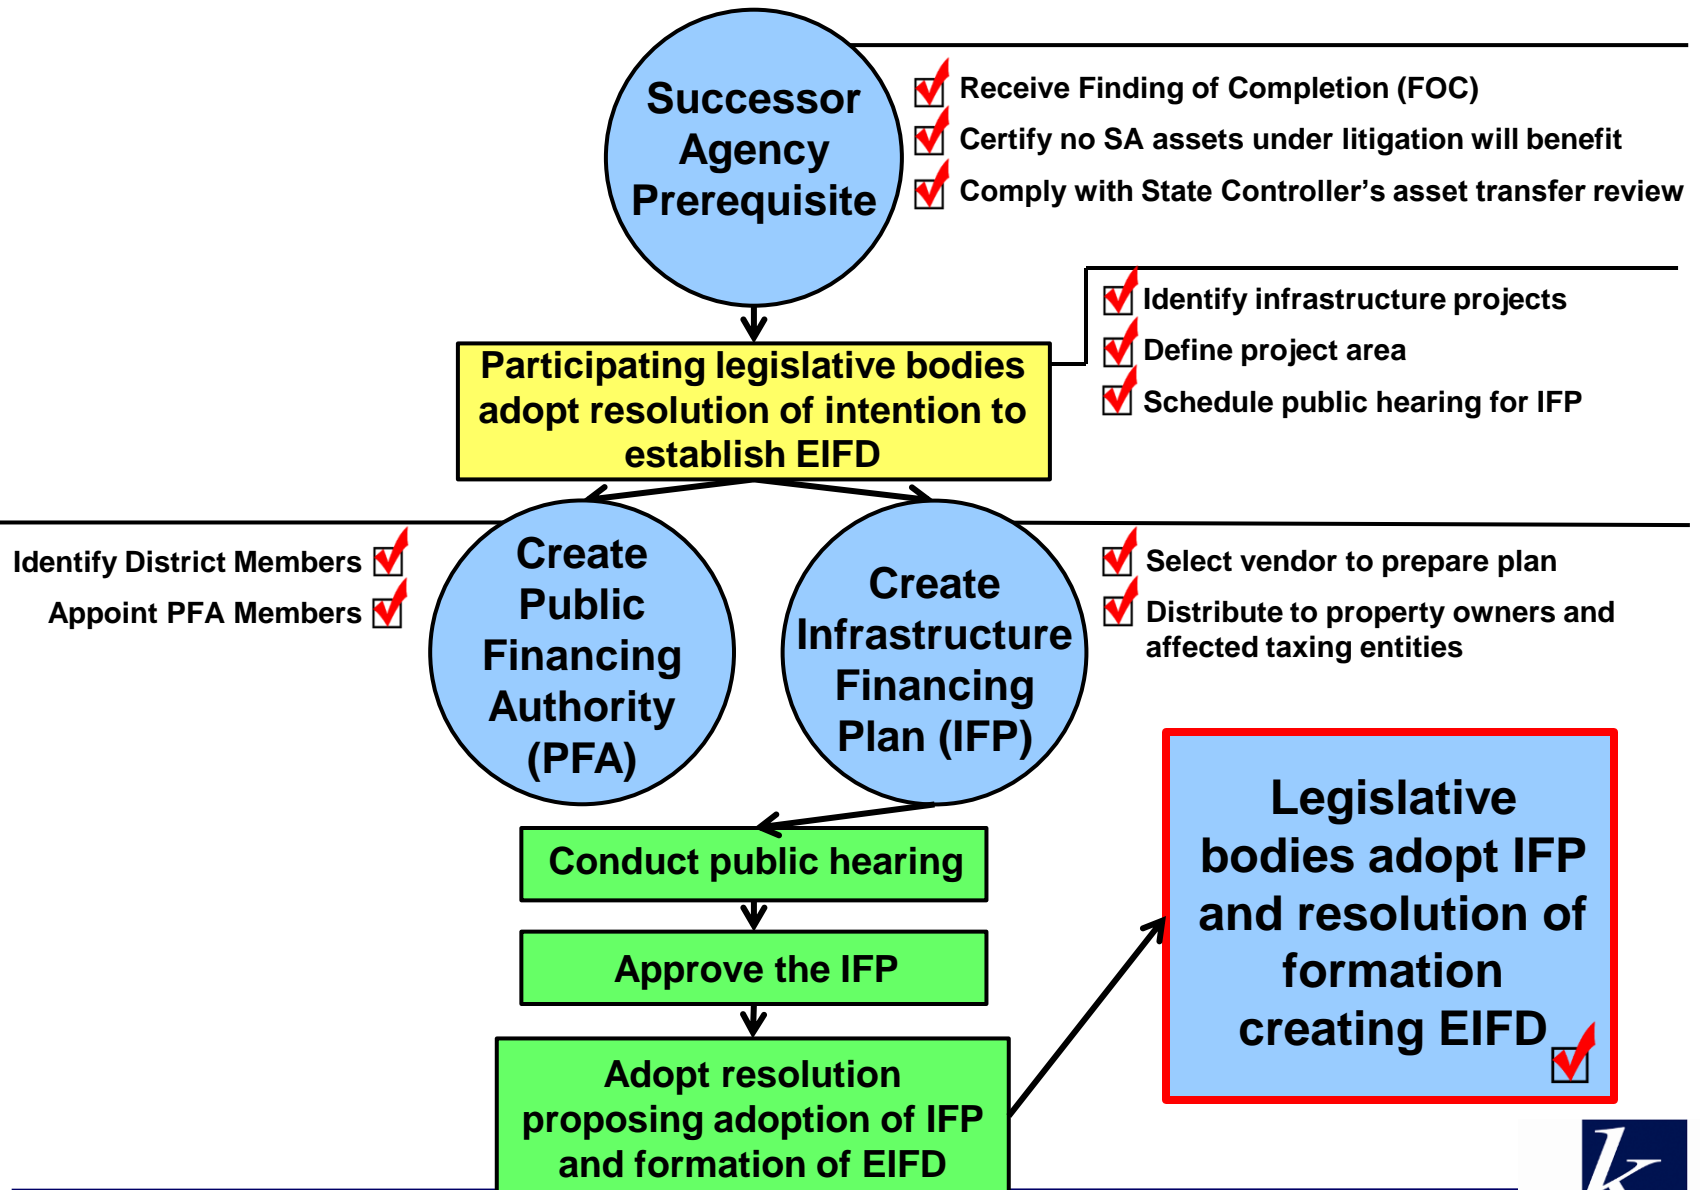 Successor
Agency
Prerequisite
Receive Finding of Completion (FOC)
Certify no SA assets under litigation will benefit
Comply with State Controller’s asset transfer review
Participating legislative bodies
adopt resolution of intention to
establish EIFD
Identify infrastructure projects
Define project area
Schedule public hearing for IFP
Identify District Members
Appoint PFA Members
Create
Public
Financing
Authority
(PFA)
Create
Infrastructure
Financing
Plan (IFP)
Select vendor to prepare plan
Distribute to property owners and
affected taxing entities
Conduct public hearing
Approve the IFP
Adopt resolution
proposing adoption of IFP
and formation of EIFD
Legislative
bodies adopt IFP
and resolution of
formation
creating EIFD
k